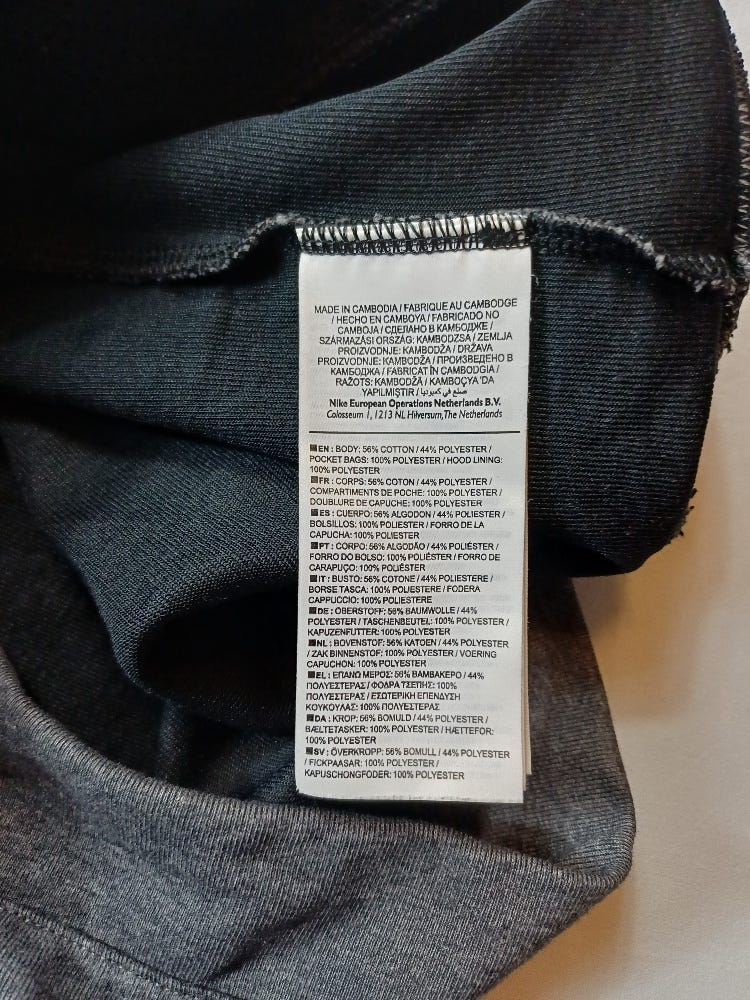 MADE IN CAMBODIA / FABRIQUE AU CAMBODGE
/ HECHO EN CAMBOYA / FABRICADO NO
CAMBOJA / СДЕЛАНО В КАМБОДЖЕ /
SZÁRMAZÁSI ORSZÁG: KAMBODZSA / ZEMLJA
PROIZVODNJE: KAMBODŽA / DRŽAVA
PROIZVODNJE: KAMBODŽA / ПРОИЗВЕДЕНО В
КАМБОДЖА / FABRICAT ÎN CAMBODGIA /
RAŽOTS: KAMBODŽĀ / KAMBOÇYA 'DA
YAPILMIŞTIR / صنع في كمبوديا
Nike European Operations Netherlands B.V.
Colosseum 1, 1213 NL Hilversum, The Netherlands
EN : BODY: 56% COTTON / 44% POLYESTER /
POCKET BAGS: 100% POLYESTER / HOOD LINING:
100% POLYESTER
FR : CORPS: 56% COTON / 44% POLYESTER /
COMPARTIMENTS DE POCHE: 100% POLYESTER /
DOUBLURE DE CAPUCHE: 100% POLYESTER
ES : CUERPO: 56% ALGODON / 44% POLIESTER /
BOLSILLOS: 100% POLIESTER / FORRO DE LA
CAPUCHA: 100% POLIESTER
PT : CORPO: 56% ALGODÃO / 44% POLIÉSTER /
FORRO DO BOLSO: 100% POLIÉSTER / FORRO DE
CARAPUÇO: 100% POLIÉSTER
IT : BUSTO: 56% COTONE / 44% POLIESTERE /
BORSE TASCA: 100% POLIESTERE / FODERA
CAPPUCCIO: 100% POLIESTERE
DE : OBERSTOFF: 56% BAUMWOLLE / 44%
POLYESTER / TASCHENBEUTEL: 100% POLYESTER /
KAPUZENFUTTER: 100% POLYESTER
NL : BOVENSTOF: 56% KATOEN / 44% POLYESTER
/ ZAK BINNENSTOF: 100% POLYESTER / VOERING
CAPUCHON: 100% POLYESTER
EL : ΕΠΑΝΩ ΜΕΡΟΣ: 56% ΒΑΜΒΑΚΕΡΟ / 44%
ΠΟΛΥΕΣΤΕΡΑΣ / ΦΟΔΡΑ ΤΣΕΠΗΣ: 100%
ΠΟΛΥΕΣΤΕΡΑΣ / ΕΣΩΤΕΡΙΚΗ ΕΠΕΝΔΥΣΗ
ΚΟΥΚΟΥΛΑΣ: 100% ΠΟΛΥΕΣΤΕΡΑΣ
DA : KROP: 56% BOMULD / 44% POLYESTER /
BÆLTETASKER: 100% POLYESTER / HÆTTEFOR:
100% POLYESTER
SV : ÖVERKROPP: 56% BOMULL / 44% POLYESTER
/ FICKPAASAR: 100% POLYESTER /
KAPUSCHONGFODER: 100% POLYESTER